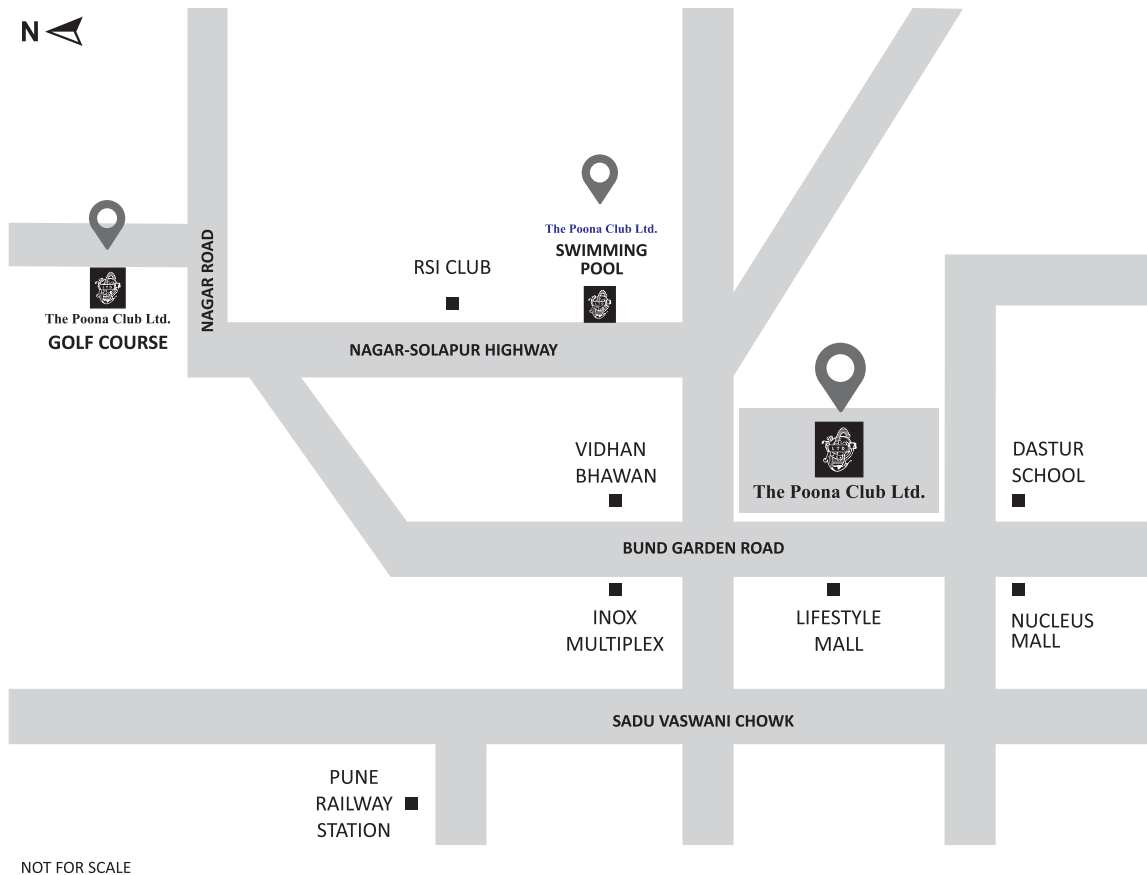 N
The Poona Club Ltd.
SWIMMING
POOL
NAGAR ROAD
RSI CLUB
The Poona Club Ltd.
GOLF COURSE
NAGAR-SOLAPUR HIGHWAY
VIDHAN
BHAWAN
The Poona Club Ltd.
DASTUR
SCHOOL
BUND GARDEN ROAD
INOX
MULTIPLEX
LIFESTYLE
MALL
NUCLEUS
MALL
SADU VASWANI CHOWK
PUNE
RAILWAY
STATION
NOT FOR SCALE